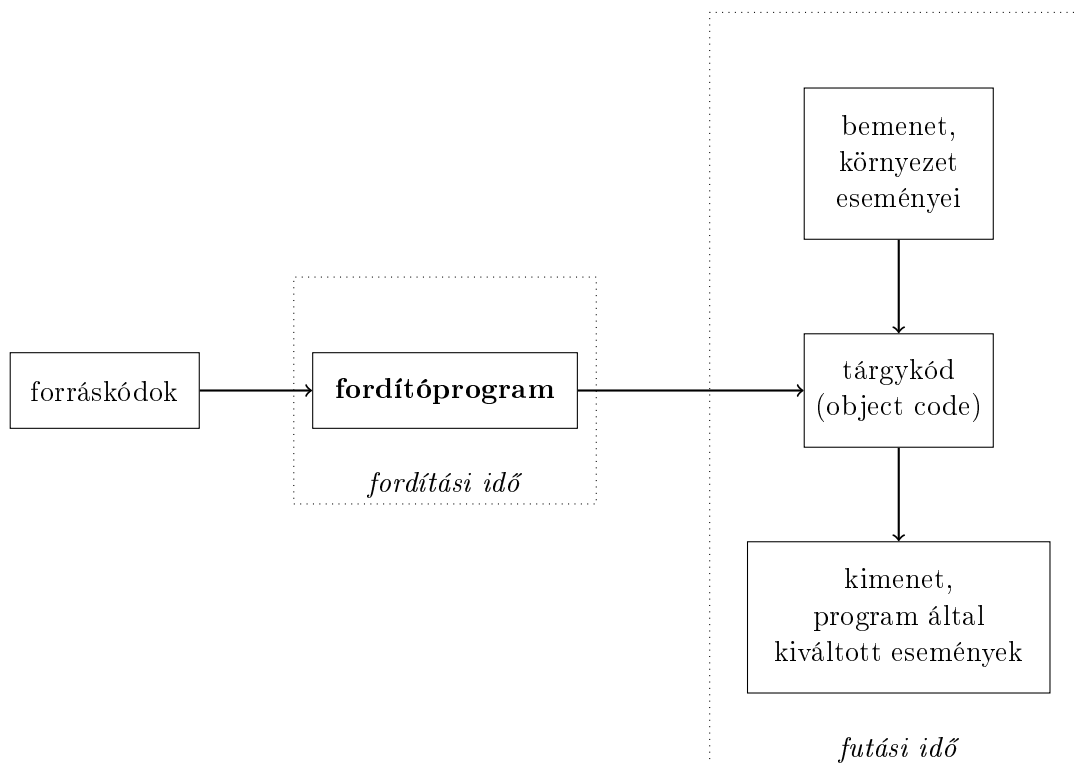 forráskódok
fordítóprogram
fordítási idő
bemenet,
környezet
eseményei
tárgykód
(object code)
kimenet,
program által
kiváltott események
futási idő